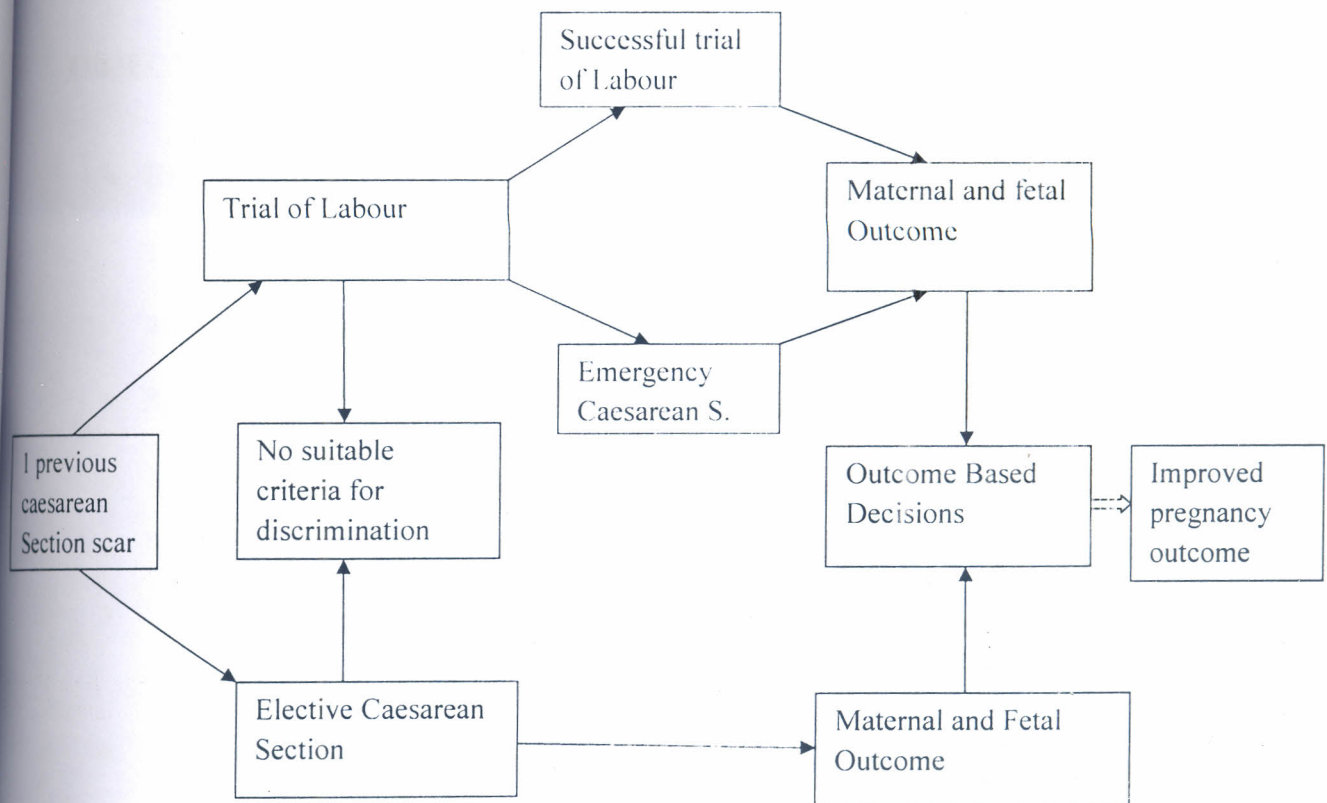 Successful trial
of Labour
Trial of Labour
Maternal and fetal
Outcome
Emergency
Caesarean S.
1 previous
caesarean
Section scar
No suitable
criteria for
discrimination
Outcome Based
Decisions
Improved
pregnancy
outcome
Elective Caesarean
Section
Maternal and Fetal
Outcome